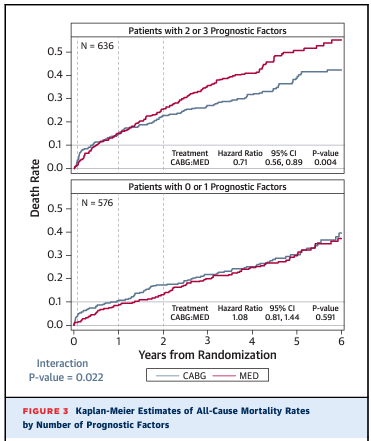 Patients with 2 or 3 Prognostic Factors
N = 636
0.5
0.4
0.3
0.2
0.1
0.0
Treatment Hazard Ratio 95% CI P-value
CABG:MED 0.71 0.56, 0.89 0.004
Death Rate
Patients with 0 or 1 Prognostic Factors
N = 576
0.5
0.4
0.3
0.2
0.1
0.0
Treatment Hazard Ratio 95% CI P-value
CABG:MED 1.08 0.81, 1.44 0.591
0 1 2 3 4 5 6
Years from Randomization
Interaction
P-value = 0.022
CABG MED
FIGURE 3 Kaplan-Meier Estimates of All-Cause Mortality Rates
by Number of Prognostic Factors